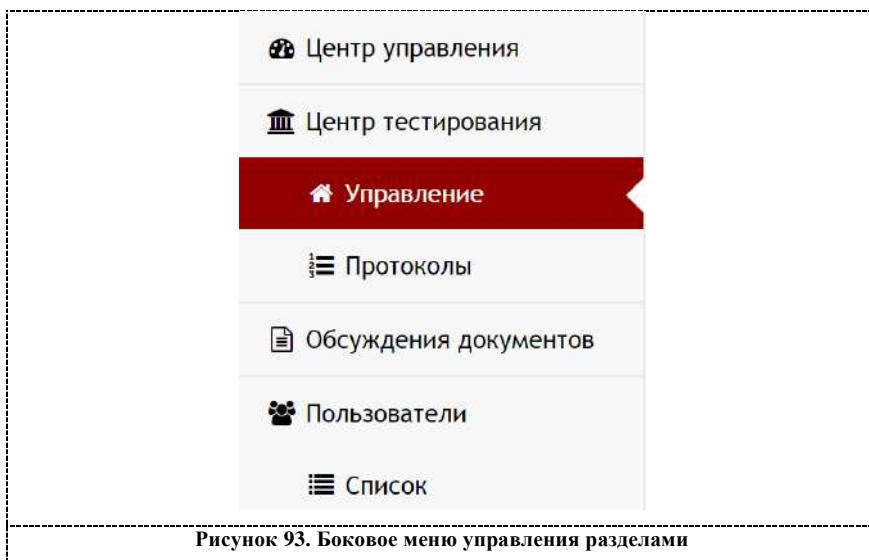 Центр управления
Центр тестирования
Управление
Протоколы
Обсуждения документов
Пользователи
Список
Рисунок 93. Боковое меню управления разделами